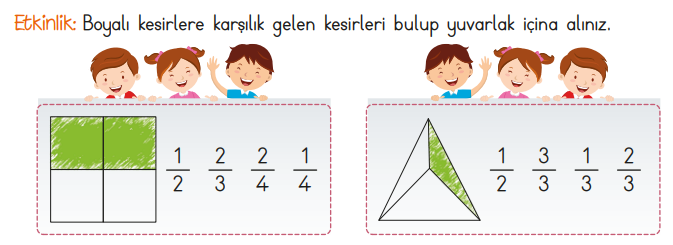 Etkinlik: Boyalı kesirlere karşılık gelen kesirleri bulup yuvarlak içina alınız.
1/2 2/3 2/4 1/4
1/2 3/3 1/3 2/3